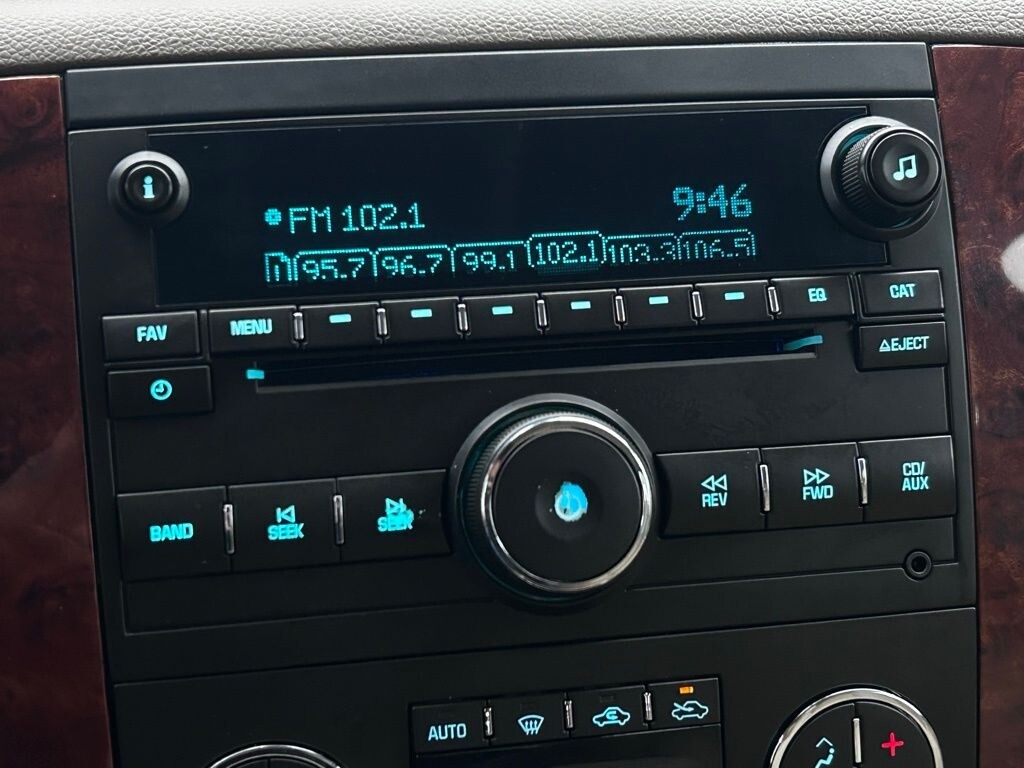 FM 102.1 9:46
95.7 96.7 99.1 102.1 103.3 106.5
FAV MENU EQ CAT
EJECT
BAND SEEK SEEK REV FWD CD/
AUX
AUTO